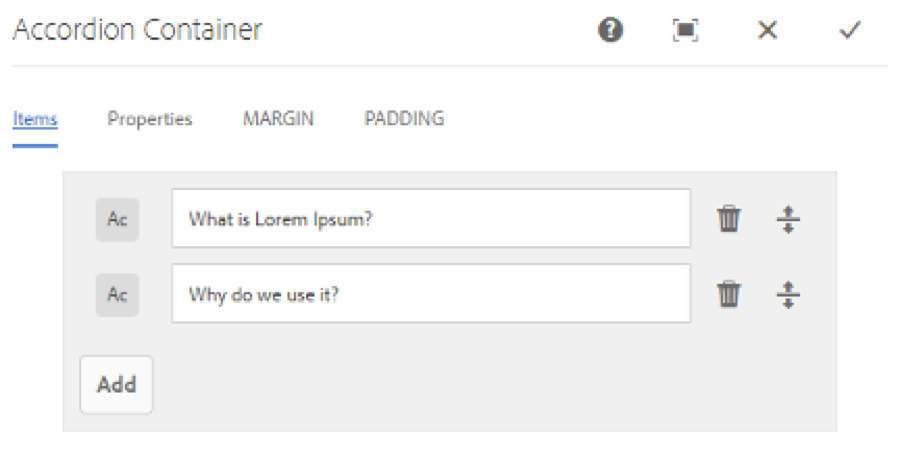 Accordion Container
Items Properties MARGIN PADDING
Ac What is Lorem Ipsum?
Ac Why do we use it?
Add